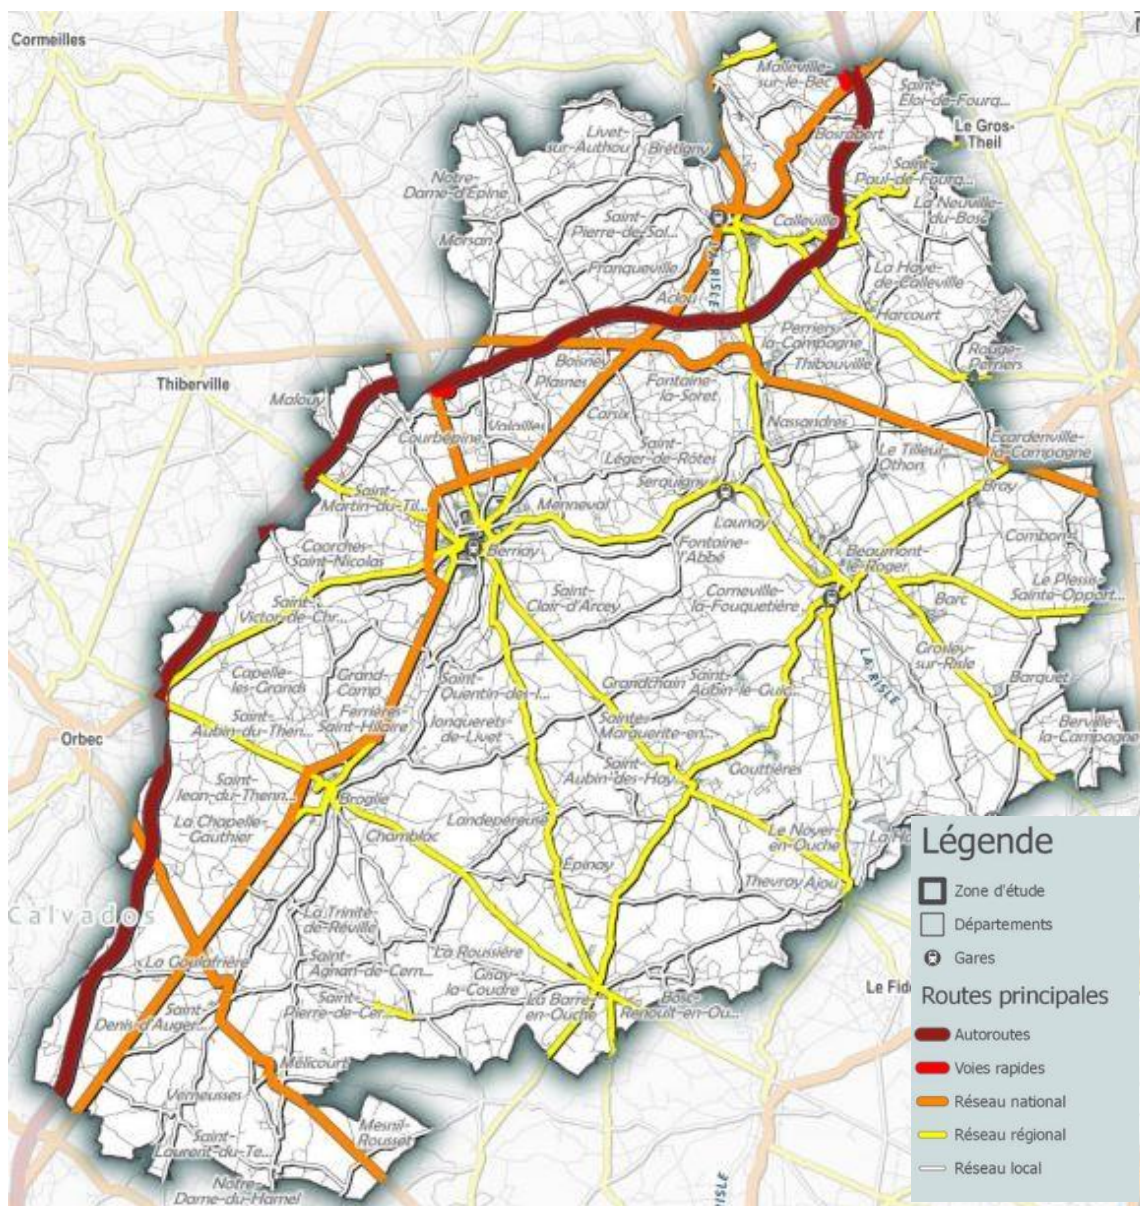 Cormeilles
Malleville-
sur-le-Bec
Saint-
Eloi-de-Fourq...
Livet-
sur-Authou
Brétigny
Bosrobert
Le Gros-
Theil
Notre-
Dame-d'Epine
Saint-
Paul-de-Fourq...
La Neuville-
du-Bosc
Saint-
Pierre-de-Sal...
Calleville
Morsan
Franqueville
LA RISLE
La Haye-
de-Calleville
Aclou
Harcourt
Perriers-
la-Campagne
Rouge-
Perriers
Boisney
Thibouville
Thiberville
Plasnes
Fontaine-
la-Soret
Malouy
Carsix
Nassandres
Valailles
Courbépine
Ecardenville-
la-Campagne
Saint-
Léger-de-Rôtes
Le Tilleul-
Othon
Serquigny
Bray
Saint-
Martin-du-Til...
Menneval
Launay
Combon
Fontaine-
l'Abbé
Bernay
Beaumont-
le-Roger
Caorches-
Saint-Nicolas
Le Plessis-
Sainte-Opport...
Saint-
Clair-d'Arcey
Corneville-
la-Fouquetière...
Barc
Saint-
Victor-de-Chr...
Grosley-
sur-Risle
LA RISLE
Capelle-
les-Grands
Grand-
Camp
Saint-
Quentin-des-I...
Grandchain
Saint-
Aubin-le-Guic...
Barquet
Saint-
Aubin-du-Then...
Ferrières-
Saint-Hilaire
Jonquerets-
de-Livet
Sainte-
Marguerite-en...
Berville-
la-Campagne
Orbec
Saint-
Jean-du-Thenn...
Saint-
Aubin-des-Hay...
Gouttières
Broglie
La Chapelle-
Gauthier
Chamblac
Landepéreuse
Le Noyer-
en-Ouche
Épinay
Thevray
Ajou
Calvados
La Trinité-
de-Réville
La Goulafrière
Saint-
Agnan-de-Cern...
La Roussière
Gisay-
la-Coudre
Saint-
Denis-d'Auger...
Saint-
Pierre-de-Cer...
La Barre-
en-Ouche
Bosc-
Renoult-en-Ou...
Mélicourt
Verneusses
Mesnil-
Rousset
Saint-
Laurent-du-Te...
Notre-
Dame-du-Hamel
RISLE
Légende
Zone d'étude
Départements
Gares
Routes principales
Autoroutes
Voies rapides
Réseau national
Réseau régional
Réseau local